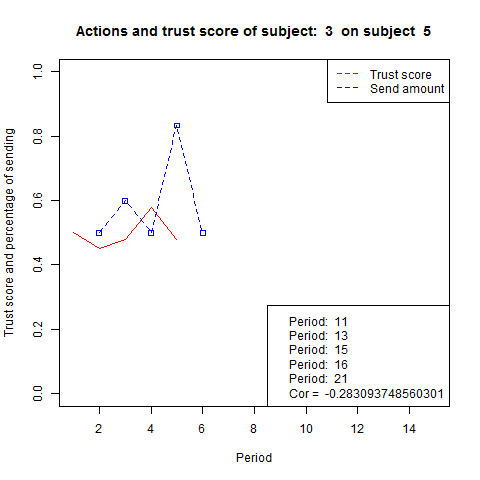 Actions and trust score of subject: 3 on subject 5
Trust score and percentage of sending
1.0
0.8
0.6
0.4
0.2
0.0
Trust score
Send amount
Period: 11
Period: 13
Period: 15
Period: 16
Period: 21
Cor = -0.283093748560301
2 4 6 8 10 12 14
Period